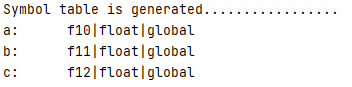 Symbol table is generated.................
a:      f10|float|global
b:      f11|float|global
c:      f12|float|global